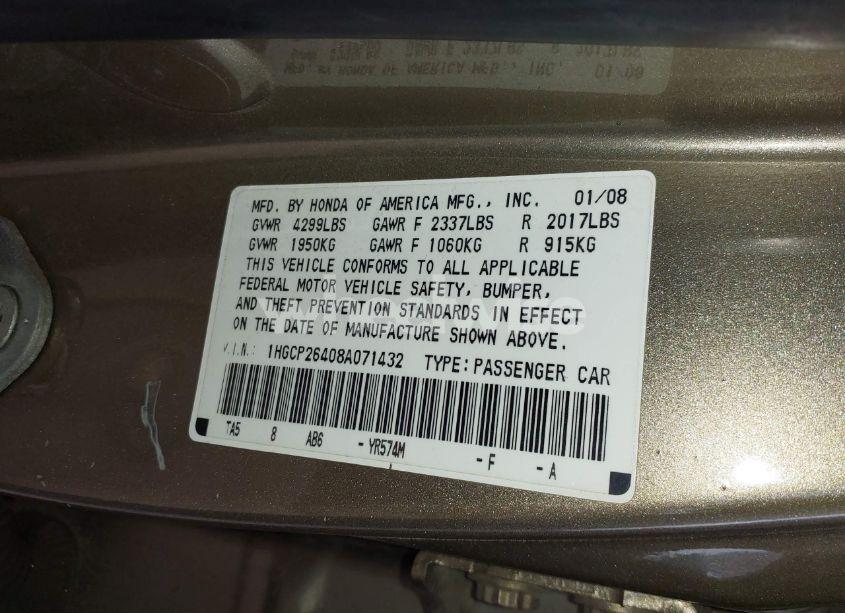 MFD. BY HONDA OF AMERICA MFG., INC. 01/08
GVWR 4299LBS GAWR F 2337LBS R 2017LBS
GVWR 1950KG GAWR F 1060KG R 915KG
THIS VEHICLE CONFORMS TO ALL APPLICABLE
FEDERAL MOTOR VEHICLE SAFETY, BUMPER,
AND THEFT PREVENTION STANDARDS IN EFFECT
ON THE DATE OF MANUFACTURE SHOWN ABOVE.
V.I.N.: 1HGCP26408A071432 TYPE: PASSENGER CAR
TA5 8 AB6 - YR574M - F - A